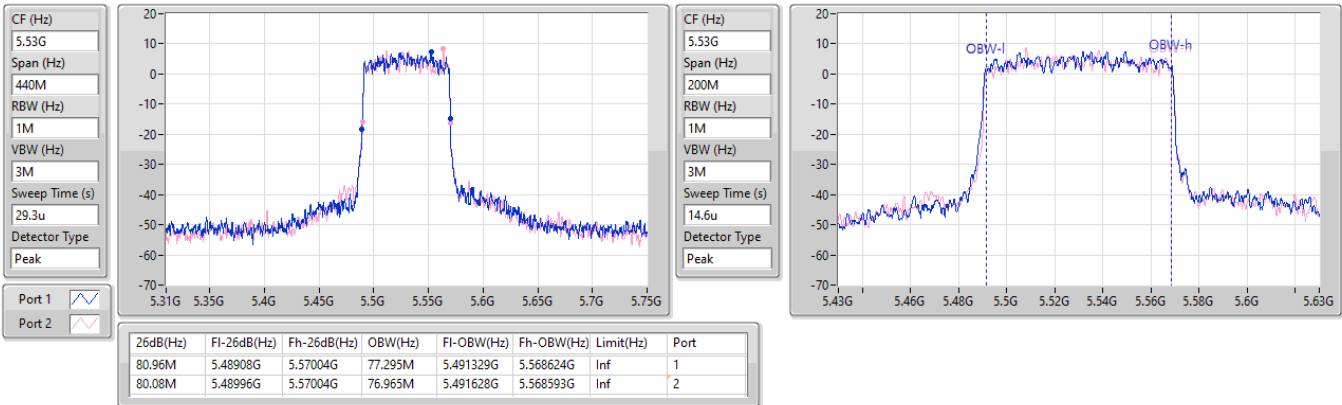 CF (Hz)
5.53G
Span (Hz)
440M
RBW (Hz)
1M
VBW (Hz)
3M
Sweep Time (s)
29.3u
Detector Type
Peak
Port 1
Port 2
20
10
0
-10
-20
-30
-40
-50
-60
-70
5.31G 5.35G 5.4G 5.45G 5.5G 5.55G 5.6G 5.65G 5.7G 5.75G
CF (Hz)
5.53G
Span (Hz)
200M
RBW (Hz)
1M
VBW (Hz)
3M
Sweep Time (s)
14.6u
Detector Type
Peak
20
10
0
-10
-20
-30
-40
-50
-60
-70
OBW-l OBW-h
5.43G 5.46G 5.48G 5.5G 5.52G 5.54G 5.56G 5.58G 5.6G 5.63G
26dB(Hz) Fl-26dB(Hz) Fh-26dB(Hz) OBW(Hz) Fl-OBW(Hz) Fh-OBW(Hz) Limit(Hz) Port
80.96M 5.48908G 5.57004G 77.295M 5.491329G 5.568624G Inf 1
80.08M 5.48996G 5.57004G 76.965M 5.491628G 5.568593G Inf 2